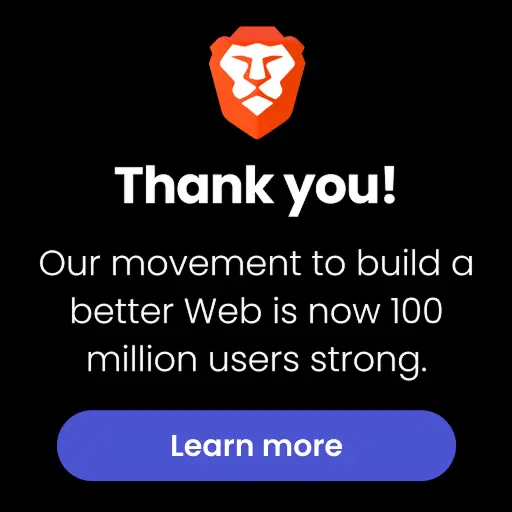 Thank you!
Our movement to build a
better Web is now 100
million users strong.
Learn more